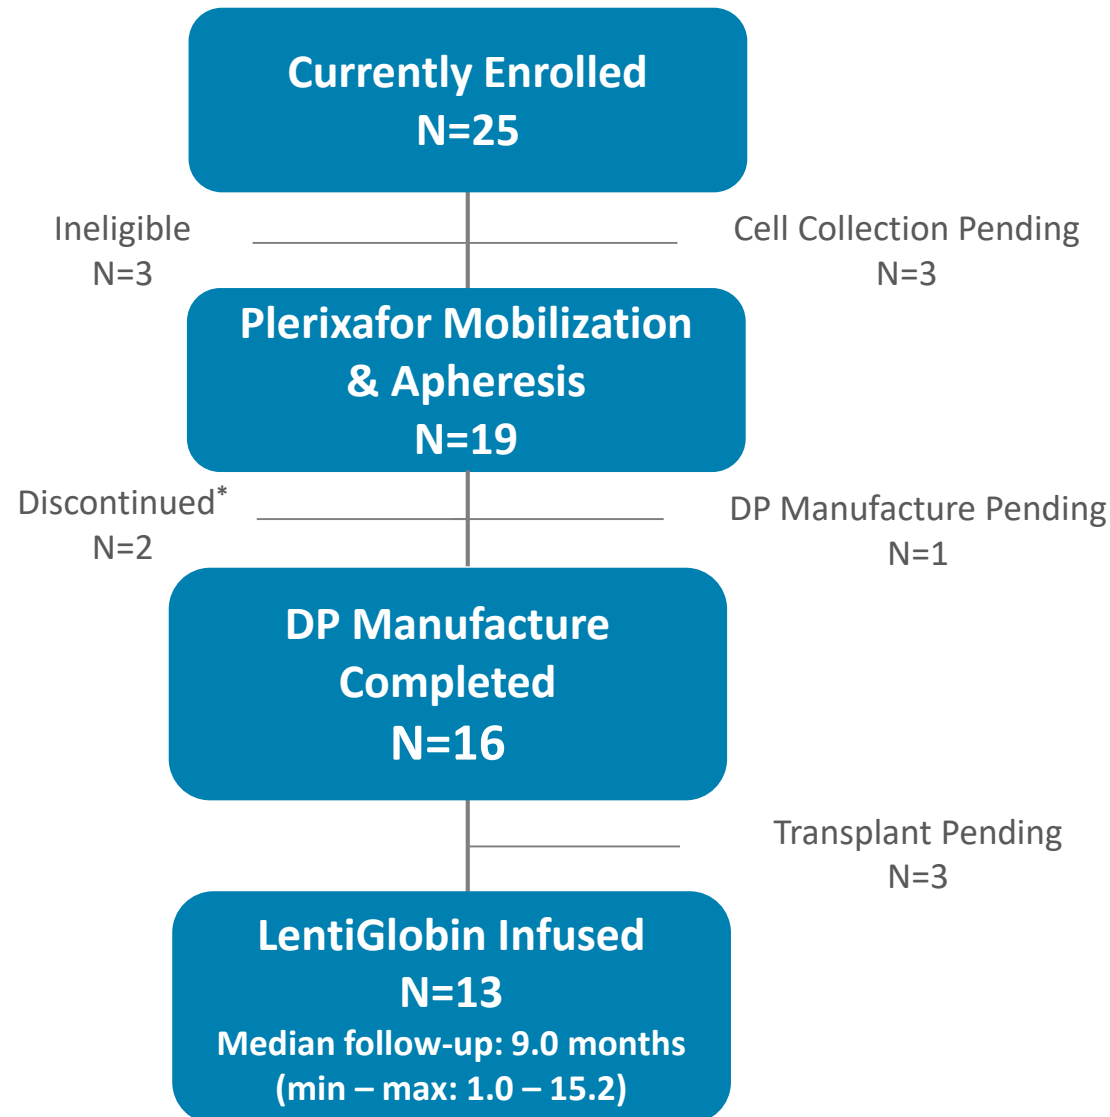 Currently Enrolled
N=25
Ineligible
N=3
Cell Collection Pending
N=3
Plerixafor Mobilization
& Apheresis
N=19
Discontinued*
N=2
DP Manufacture Pending
N=1
DP Manufacture
Completed
N=16
Transplant Pending
N=3
LentiGlobin Infused
N=13
Median follow-up: 9.0 months
(min – max: 1.0 – 15.2)